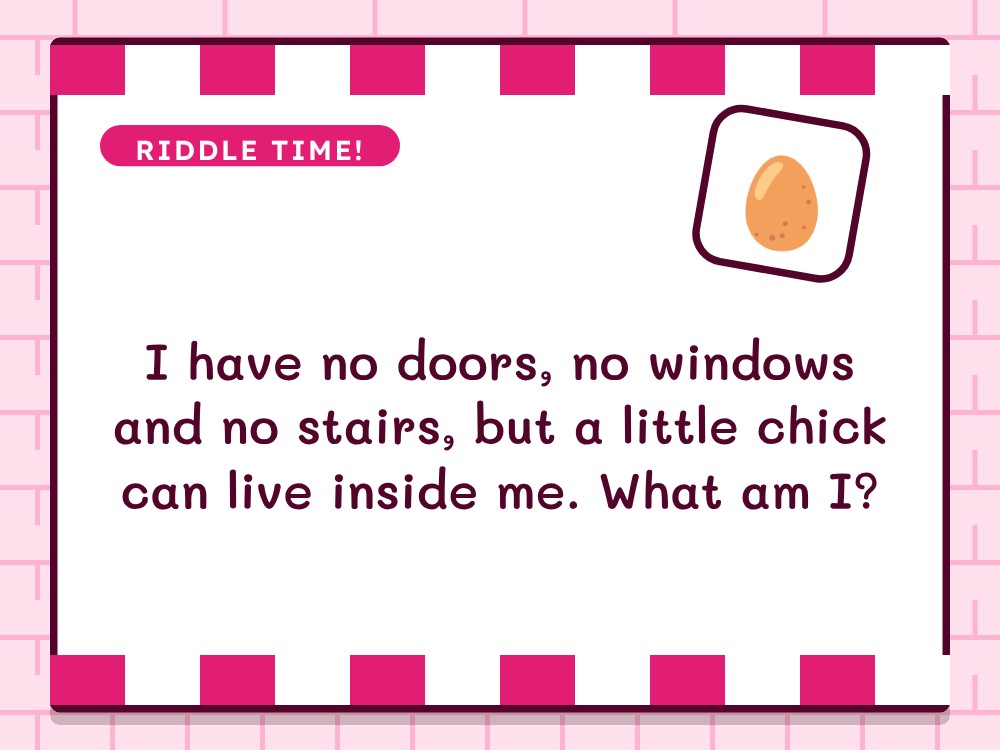 RIDDLE TIME!
I have no doors, no windows
and no stairs, but a little chick
can live inside me. What am I?